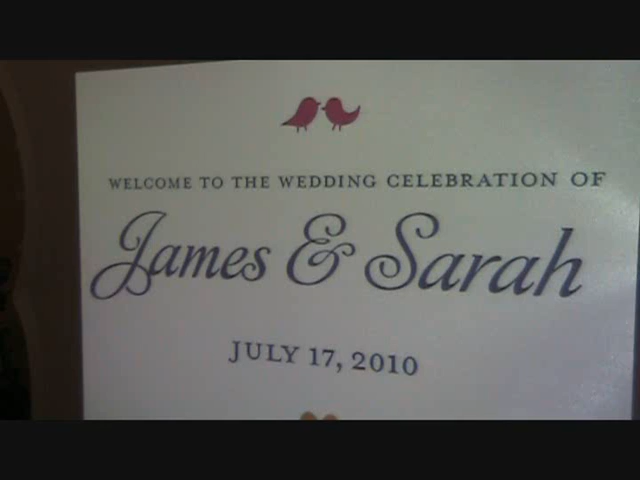 WELCOME TO THE WEDDING CELEBRATION OF
James & Sarah
JULY 17, 2010